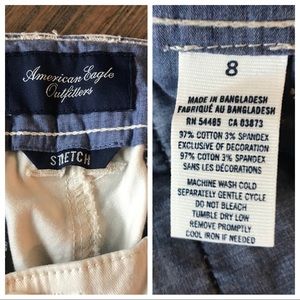 American Eagle
Outfitters
STRETCH
8
MADE IN BANGLADESH
FABRIQUÉ AU BANGLADESH
RN 54485 CA 03873
97% COTTON 3% SPANDEX
EXCLUSIVE OF DECORATION
97% COTTON 3% SPANDEX
SANS LES DÉCORATIONS
MACHINE WASH COLD
SEPARATELY GENTLE CYCLE
DO NOT BLEACH
TUMBLE DRY LOW
REMOVE PROMPTLY
COOL IRON IF NEEDED